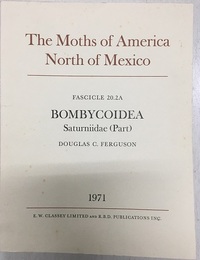 The Moths of America
North of Mexico
FASCICLE 20.2A
BOMBYCOIDEA
Saturniidae (Part)
DOUGLAS C. FERGUSON
1971
E. W. CLASSEY LIMITED AND R.B.D. PUBLICATIONS INC.